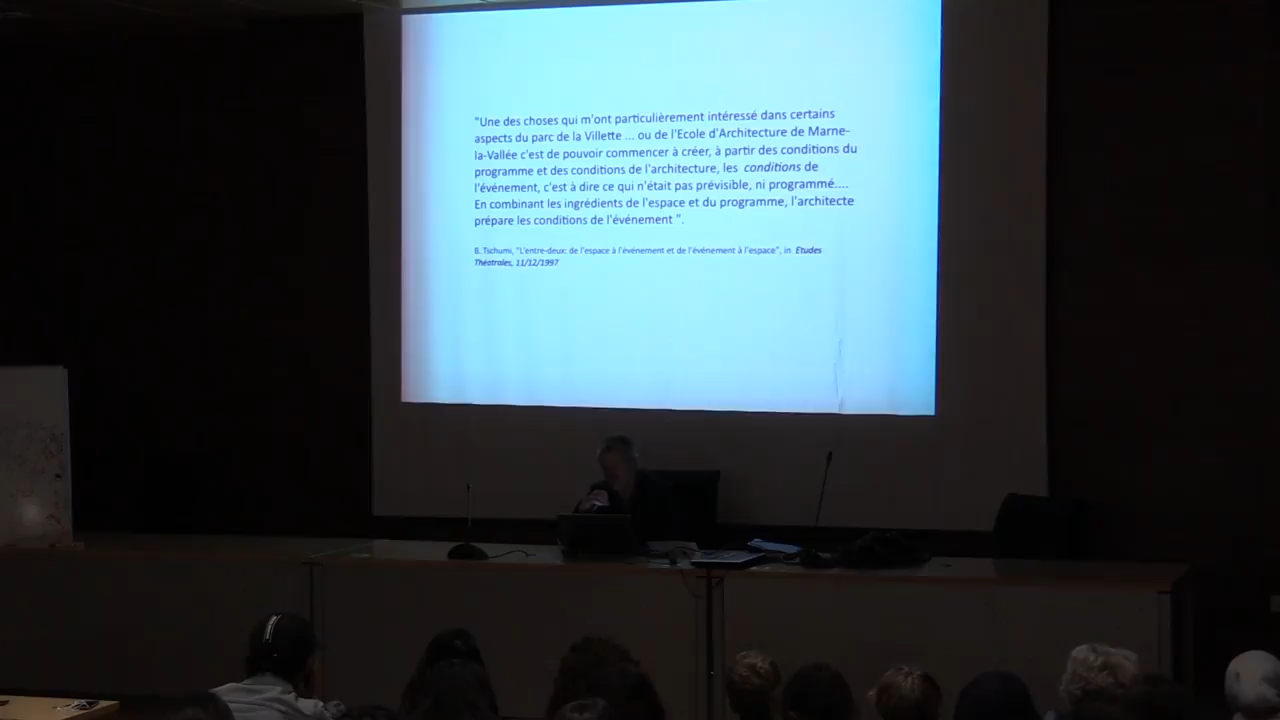 "Une des choses qui m'ont particulièrement intéressé dans certains
aspects du parc de la Villette ... ou de l'Ecole d'Architecture de Marne-
la-Vallée c'est de pouvoir commencer à créer, à partir des conditions du
programme et des conditions de l'architecture, les conditions de
l'événement, c'est à dire ce qui n'était pas prévisible, ni programmé....
En combinant les ingrédients de l'espace et du programme, l'architecte
prépare les conditions de l'événement ".
B. Tschumi, "L'entre-deux: de l'espace à l'événement et de l'événement à l'espace", in Etudes
Théatrales, 11/12/1997